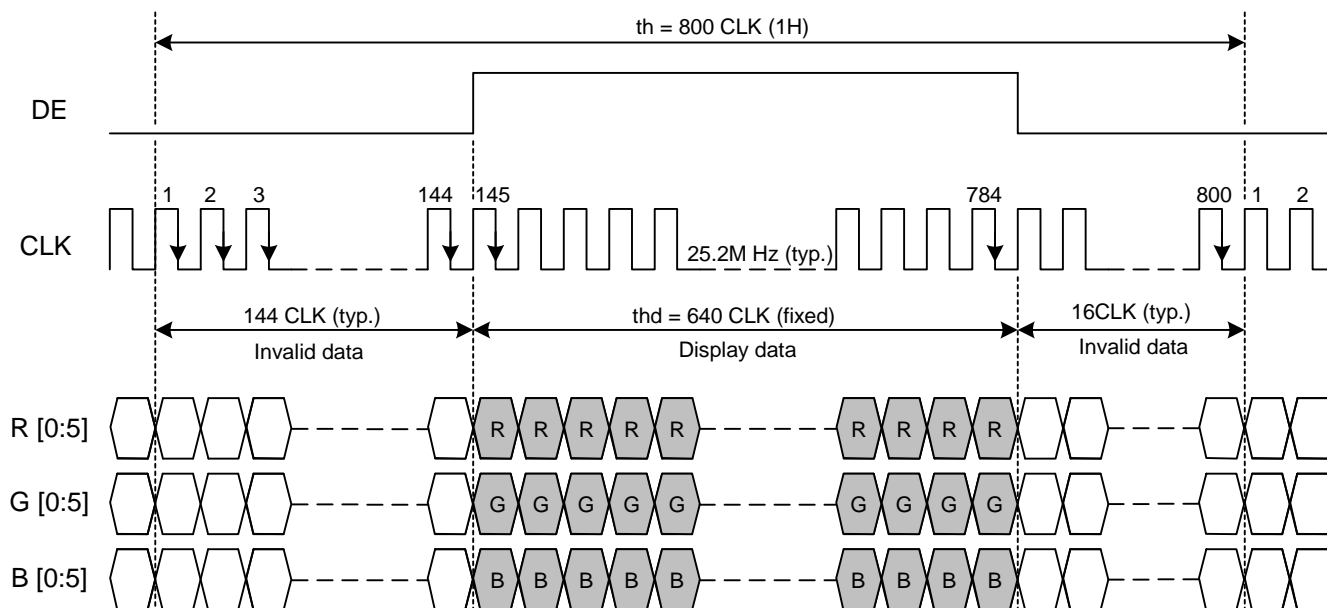 th = 800 CLK (1H)
DE
1 2 3 144 145 784 800 1 2
CLK
25.2M Hz (typ.)
144 CLK (typ.) thd = 640 CLK (fixed) 16CLK (typ.)
Invalid data Display data Invalid data
R [0:5] R R R R R R R R R
G [0:5] G G G G G G G G G
B [0:5] B B B B B B B B B